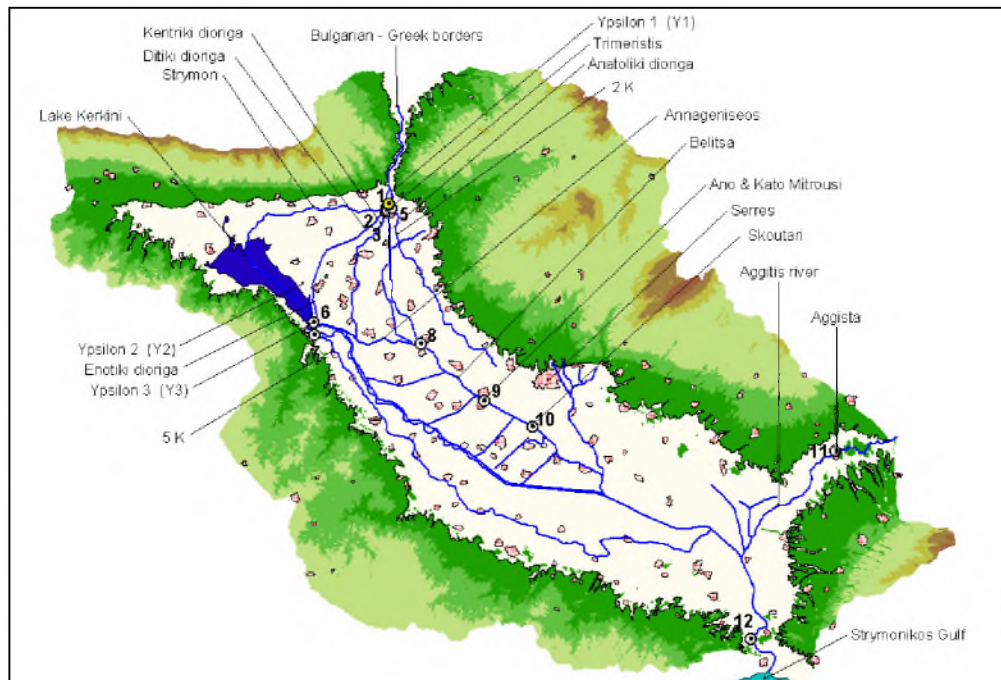 Kentriki dioriga
Bulgarian - Greek borders
Ypsilon 1 (Y1)
Ditiki dioriga
Trimeristis
Strymon
Anatoliki dioriga
2 K
Lake Kerkini
Annageniseos
Belitsa
Ano & Kato Mitrousi
Serres
Skoutari
Aggitis river
Aggista
1
2
5
3
4
6
7
8
9
10
11
12
Ypsilon 2 (Y2)
Enotiki dioriga
Ypsilon 3 (Y3)
5 K
Strymonikos Gulf